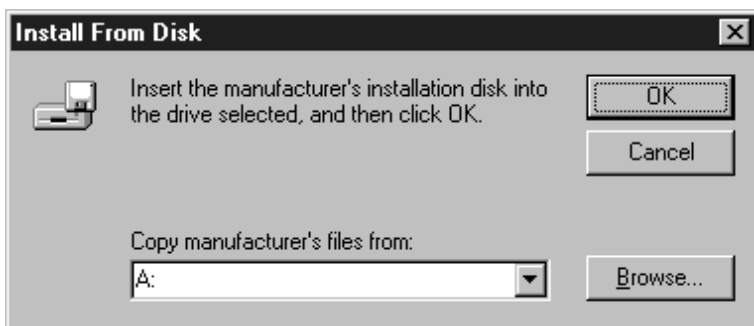 Install From Disk
Insert the manufacturer's installation disk into
the drive selected, and then click OK.
OK
Cancel
Copy manufacturer's files from:
A:
Browse...